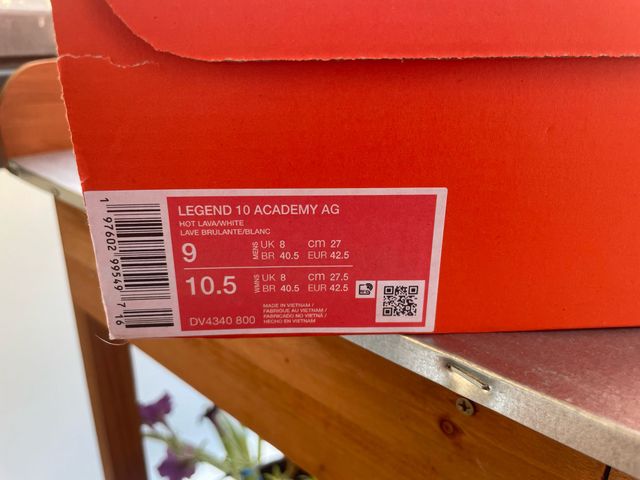 LEGEND 10 ACADEMY AG
HOT LAVA/WHITE
LAVE BRULANTE/BLANC
9 MENS UK 8 CM 27
BR 40.5 EUR 42.5
10.5 WMNS UK 8 CM 27.5
BR 40.5 EUR 42.5
MADE IN VIETNAM /
FABRIQUE AU VIETNAM /
FABRICADO NO VIETNÃ /
HECHO EN VIETNAM
DV4340 800
1 97602 99549 7 16